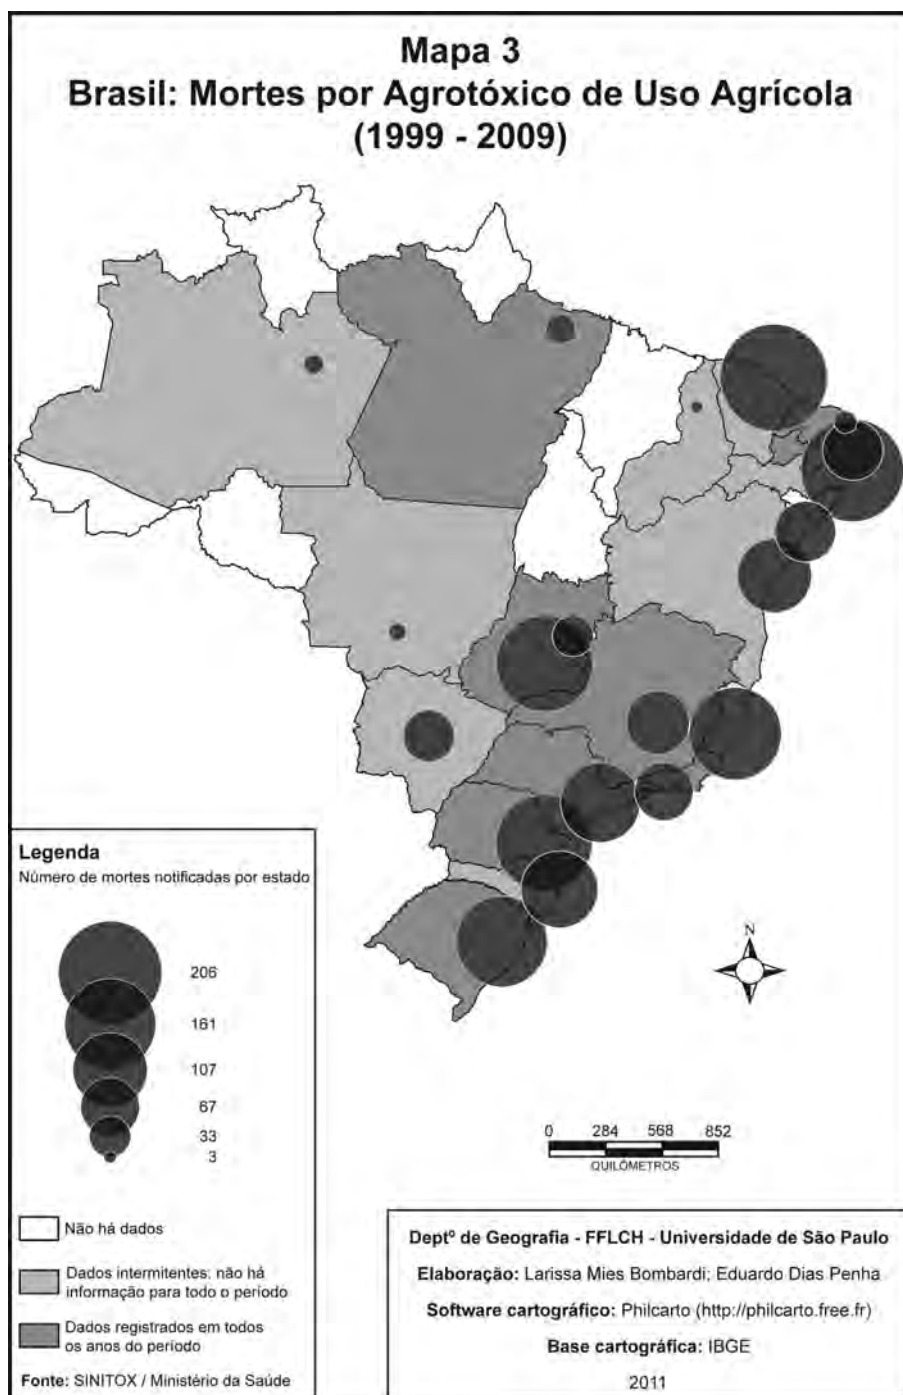 Mapa 3
Brasil: Mortes por Agrotóxico de Uso Agrícola
(1999 - 2009)
Legenda
Número de mortes notificadas por estado
206
161
107
67
33
3
Não há dados
Dados intermitentes: não há
informação para todo o período
Dados registrados em todos
os anos do período
Fonte: SINITOX / Ministério da Saúde
N
0 284 568 852
QUILÔMETROS
Deptº de Geografia - FFLCH - Universidade de São Paulo
Elaboração: Larissa Mies Bombardi; Eduardo Dias Penha
Software cartográfico: Philcarto (http://philcarto.free.fr)
Base cartográfica: IBGE
2011